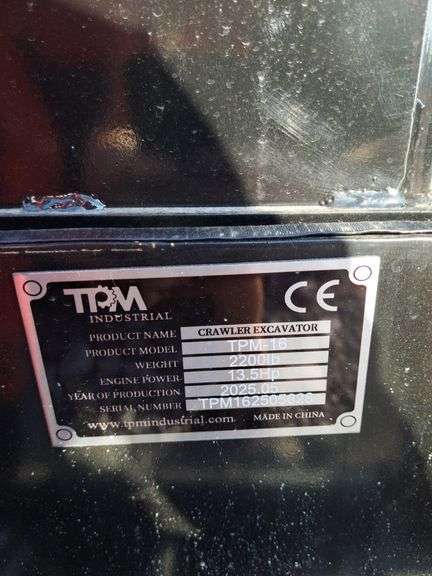 TPM
INDUSTRIAL
CE
PRODUCT NAME CRAWLER EXCAVATOR
PRODUCT MODEL TPM-16
WEIGHT 2200lb
ENGINE POWER 13.5Hp
YEAR OF PRODUCTION 2025.05
SERIAL NUMBER
www.tpmindustrial.com MADE IN CHINA